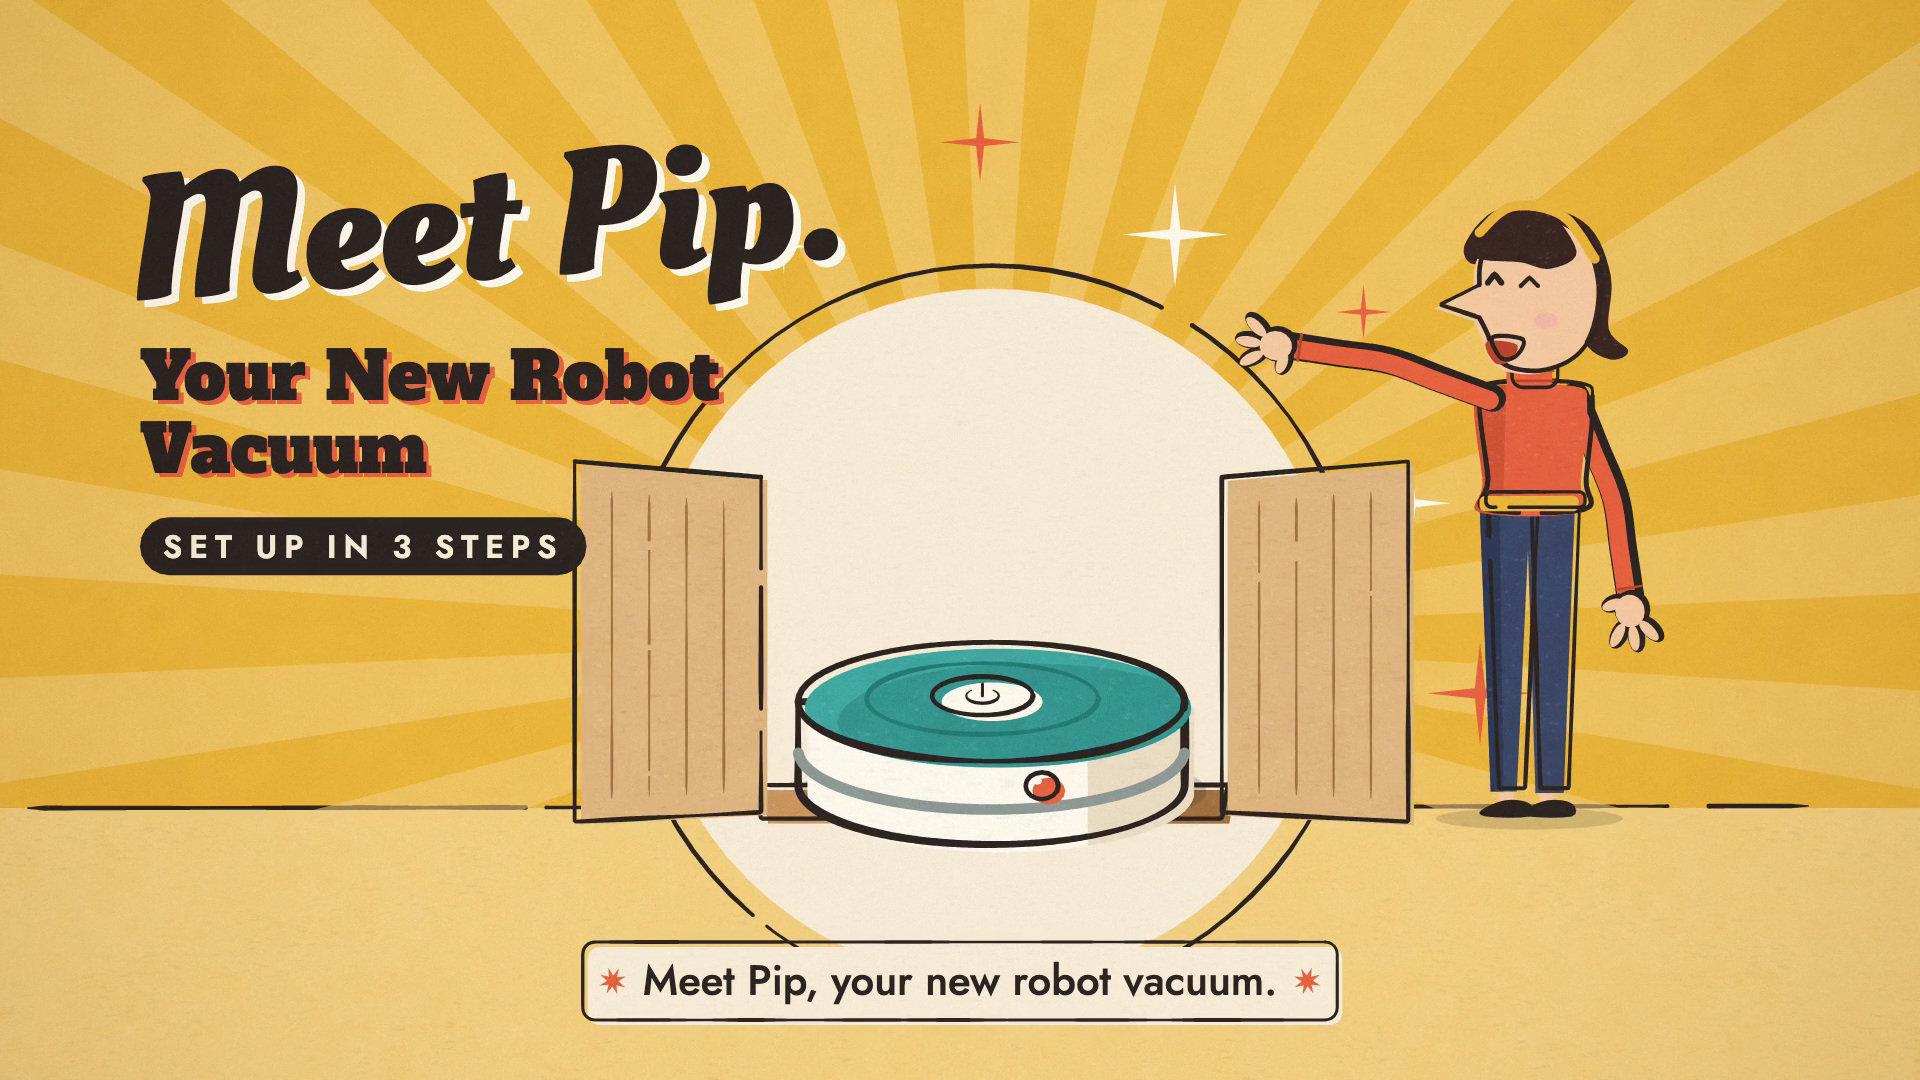 Meet Pip.
Your New Robot
Vacuum
SET UP IN 3 STEPS
Meet Pip, your new robot vacuum.